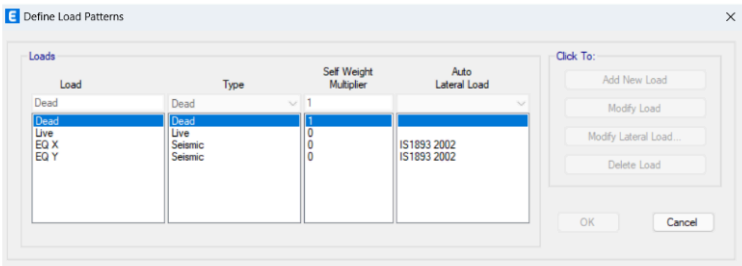 E Define Load Patterns
Loads
Click To:
Load Type Self Weight Multiplier Auto Lateral Load
Dead Dead 1
Dead Dead 1
Live Live 0
EQ X Seismic 0 IS1893 2002
EQ Y Seismic 0 IS1893 2002
Add New Load
Modify Load
Modify Lateral Load...
Delete Load
OK Cancel